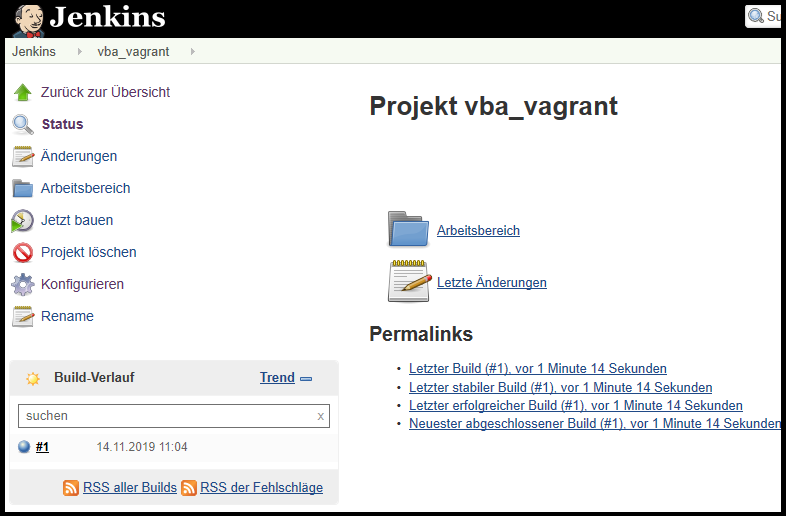 Jenkins
Su
Jenkins vba_vagrant
Zurück zur Übersicht
Status
Änderungen
Arbeitsbereich
Jetzt bauen
Projekt löschen
Konfigurieren
Rename
Build-Verlauf Trend
suchen x
#1 14.11.2019 11:04
RSS aller Builds RSS der Fehlschläge
Projekt vba_vagrant
Arbeitsbereich
Letzte Änderungen
Permalinks
• Letzter Build (#1), vor 1 Minute 14 Sekunden
• Letzter stabiler Build (#1), vor 1 Minute 14 Sekunden
• Letzter erfolgreicher Build (#1), vor 1 Minute 14 Sekunden
• Neuester abgeschlossener Build (#1), vor 1 Minute 14 Sekunden